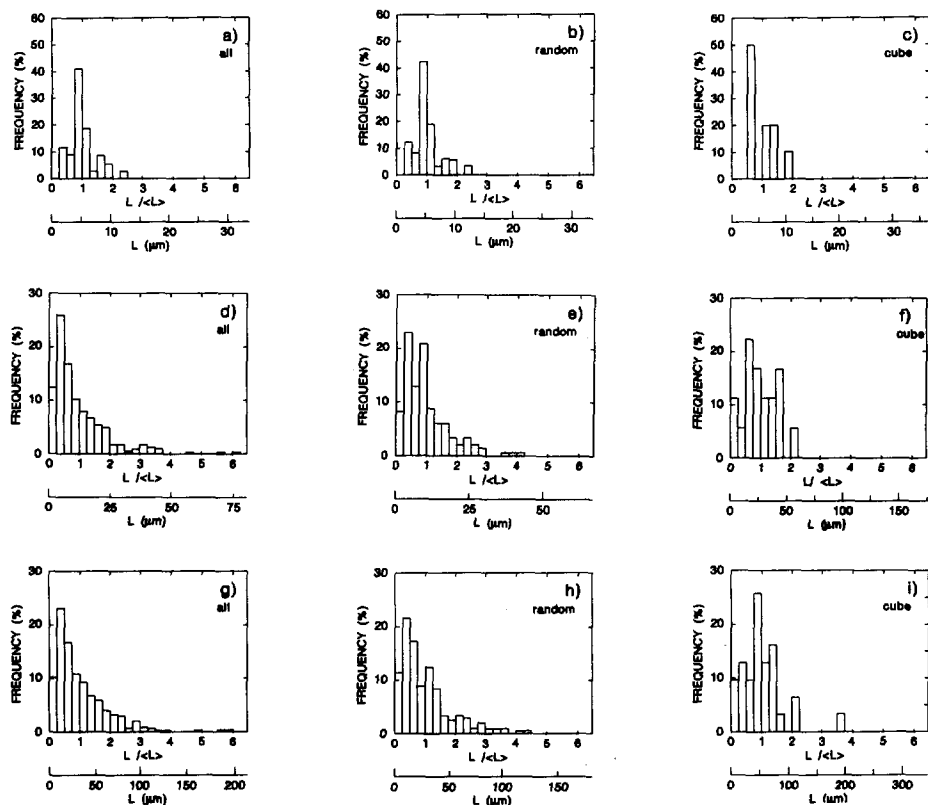 60
50
40
30
20
10
0
FREQUENCY (%)
a)
all
0 1 2 3 4 5 6
L /<L>
0 10 20 30
L (µm)
60
50
40
30
20
10
0
FREQUENCY (%)
b)
random
0 1 2 3 4 5 6
L /<L>
0 10 20 30
L (µm)
60
50
40
30
20
10
0
FREQUENCY (%)
c)
cube
0 1 2 3 4 5 6
L /<L>
0 10 20 30
L (µm)
30
20
10
0
FREQUENCY (%)
d)
all
0 1 2 3 4 5 6
L /<L>
0 25 50 75
L (µm)
30
20
10
0
FREQUENCY (%)
e)
random
0 1 2 3 4 5 6
L /<L>
0 25 50
L (µm)
30
20
10
0
FREQUENCY (%)
f)
cube
0 1 2 3 4 5 6
L/ <L>
0 50 100 150
L (µm)
30
20
10
0
FREQUENCY (%)
g)
all
0 1 2 3 4 5 6
L /<L>
0 50 100 150 200
L (µm)
30
20
10
0
FREQUENCY (%)
h)
random
0 1 2 3 4 5 6
L /<L>
0 50 100 150
L (µm)
30
20
10
0
FREQUENCY (%)
i)
cube
0 1 2 3 4 5 6
L /<L>
0 100 200 300
L (µm)